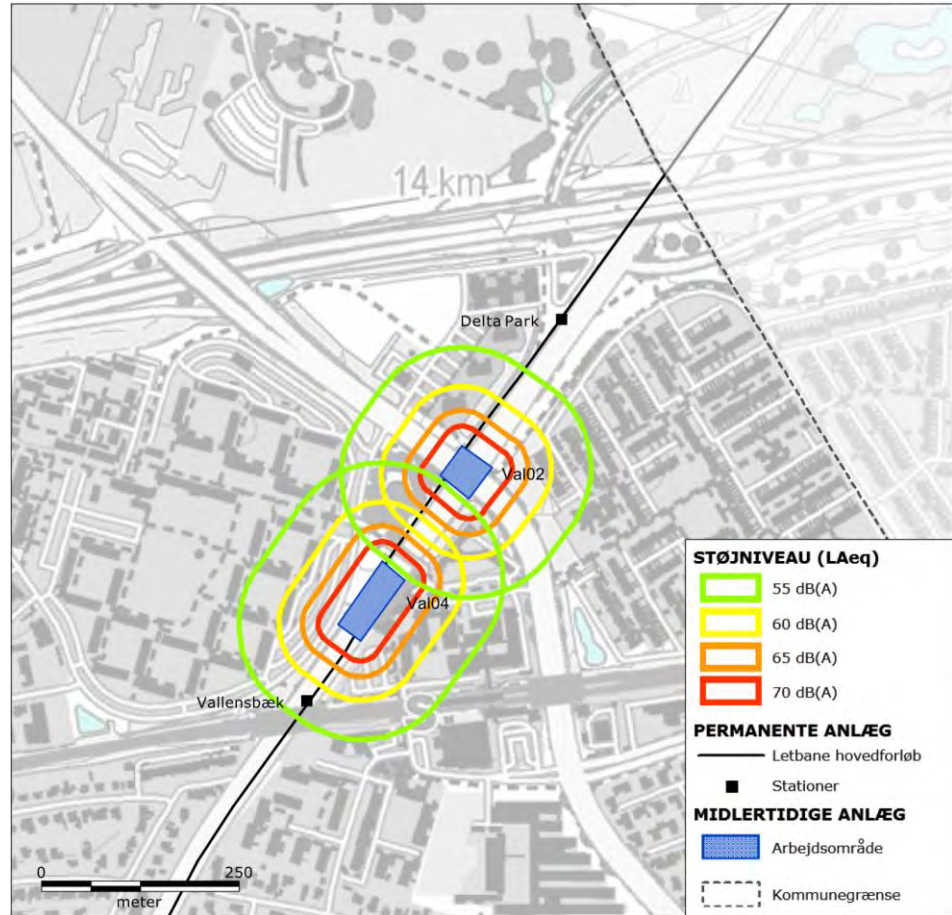 14 km
Delta Park
Val02
Val04
Vallensbæk
0 250
meter
STØJNIVEAU (LAeq)
55 dB(A)
60 dB(A)
65 dB(A)
70 dB(A)
PERMANENTE ANLÆG
Letbane hovedforløb
Stationer
MIDLERTIDIGE ANLÆG
Arbejdsområde
Kommunegrænse